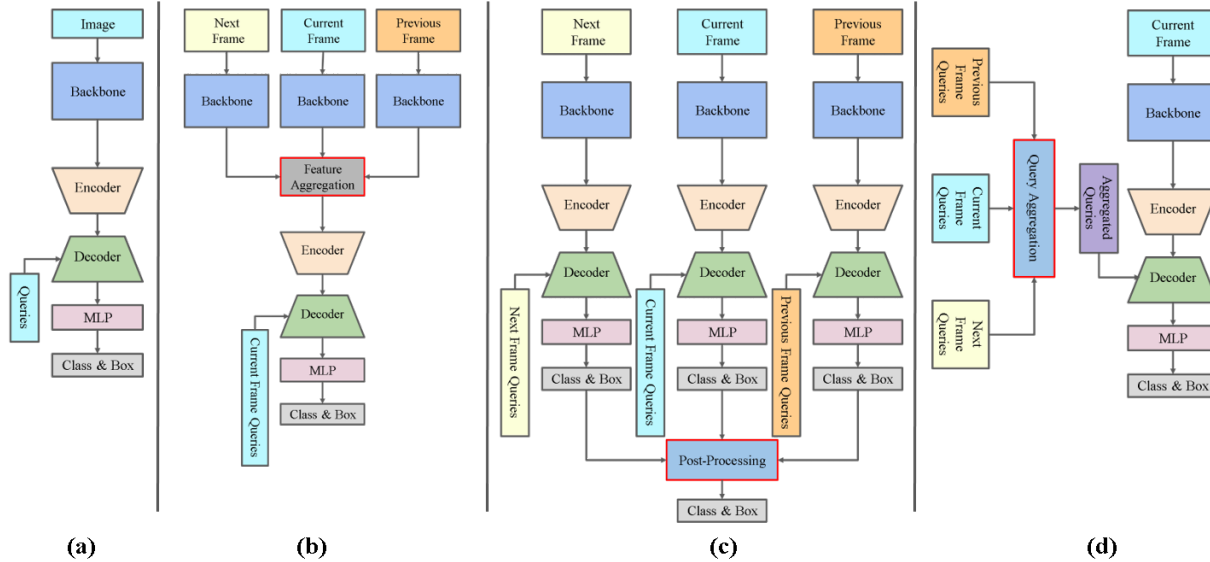 Image
Backbone
Encoder
Decoder
Queries
MLP
Class & Box
(a)
Next
Frame
Current
Frame
Previous
Frame
Backbone
Backbone
Backbone
Feature
Aggregation
Encoder
Decoder
Current Frame Queries
MLP
Class & Box
(b)
Next
Frame
Current
Frame
Previous
Frame
Backbone
Backbone
Backbone
Encoder
Encoder
Encoder
Decoder
Decoder
Decoder
Next Frame Queries
Current Frame Queries
Previous Frame Queries
MLP
MLP
MLP
Class & Box
Class & Box
Class & Box
Post-Processing
Class & Box
(c)
Previous
Frame
Queries
Current
Frame
Queries
Next
Frame
Queries
Query Aggregation
Aggregated
Queries
Current
Frame
Backbone
Encoder
Decoder
MLP
Class & Box
(d)